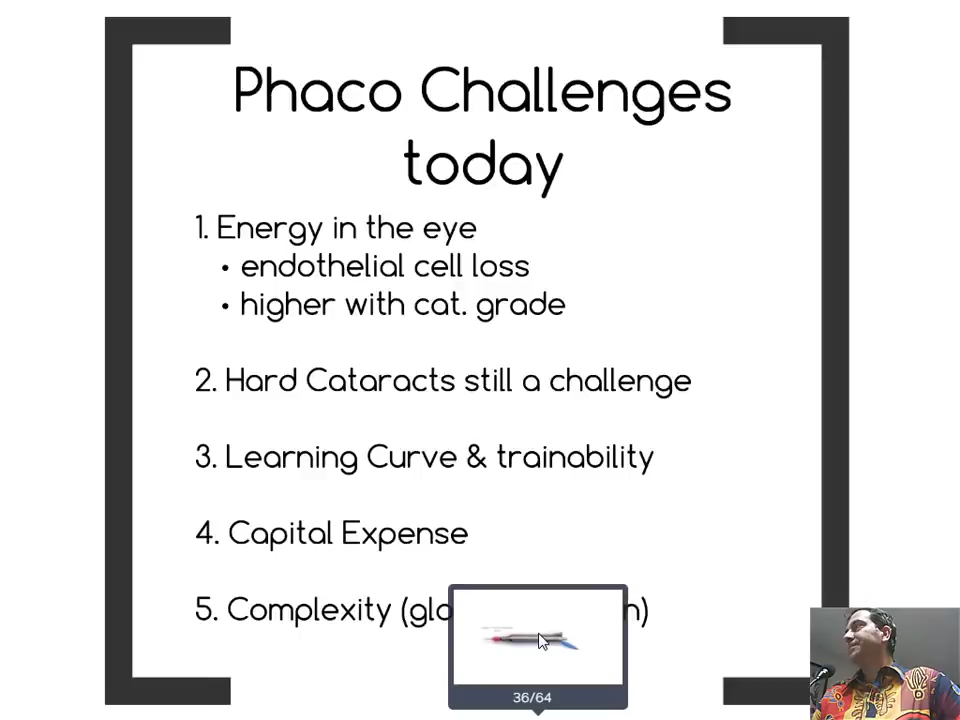 Phaco Challenges
today
1. Energy in the eye
• endothelial cell loss
• higher with cat. grade
2. Hard Cataracts still a challenge
3. Learning Curve & trainability
4. Capital Expense
5. Complexity
36/64